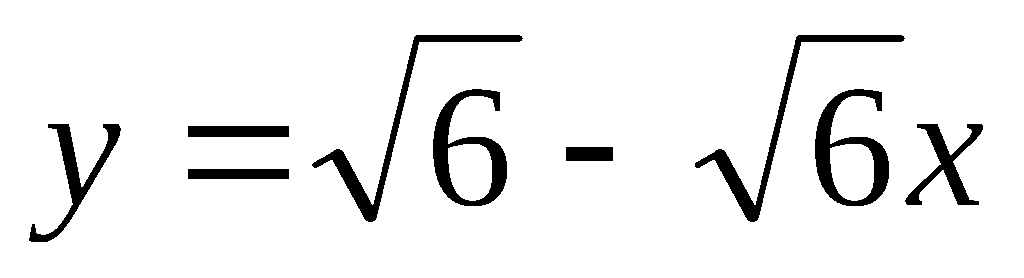 y = √6 - √6x